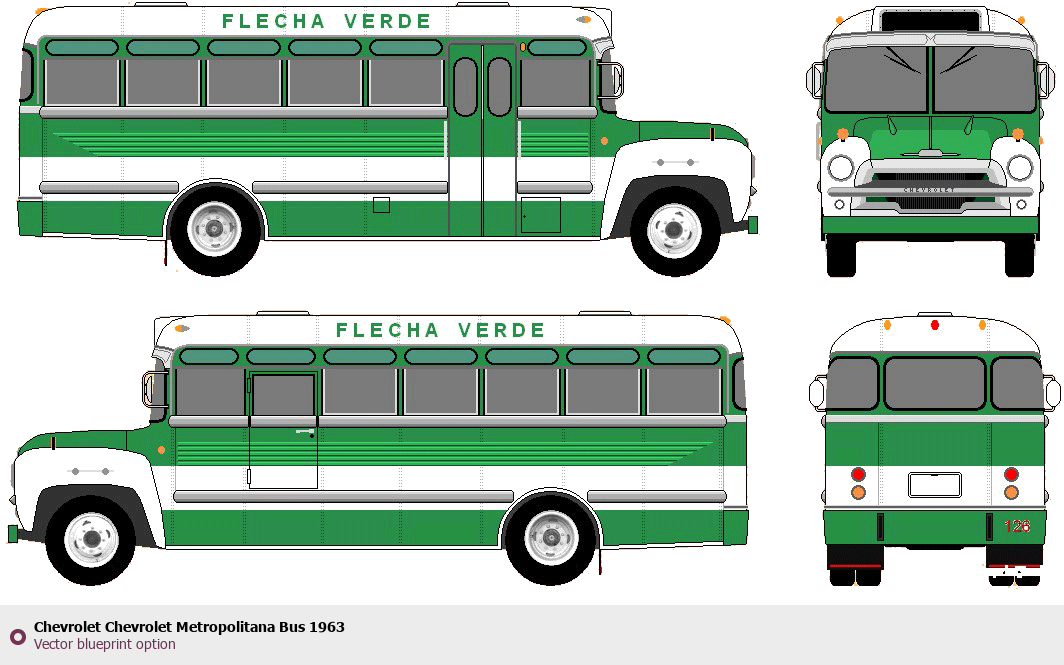 FLECHA VERDE
CHEVROLET
FLECHA VERDE
126
Chevrolet Chevrolet Metropolitana Bus 1963
Vector blueprint option